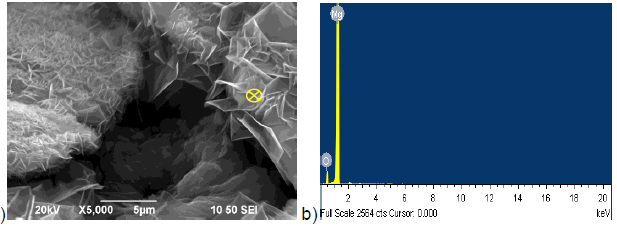 )
20kV X5,000 5μm 10 50 SEI
b)
Mg
O
2 4 6 8 10 12 14 16 18 20
Full Scale 2564 cts Cursor: 0.000 keV